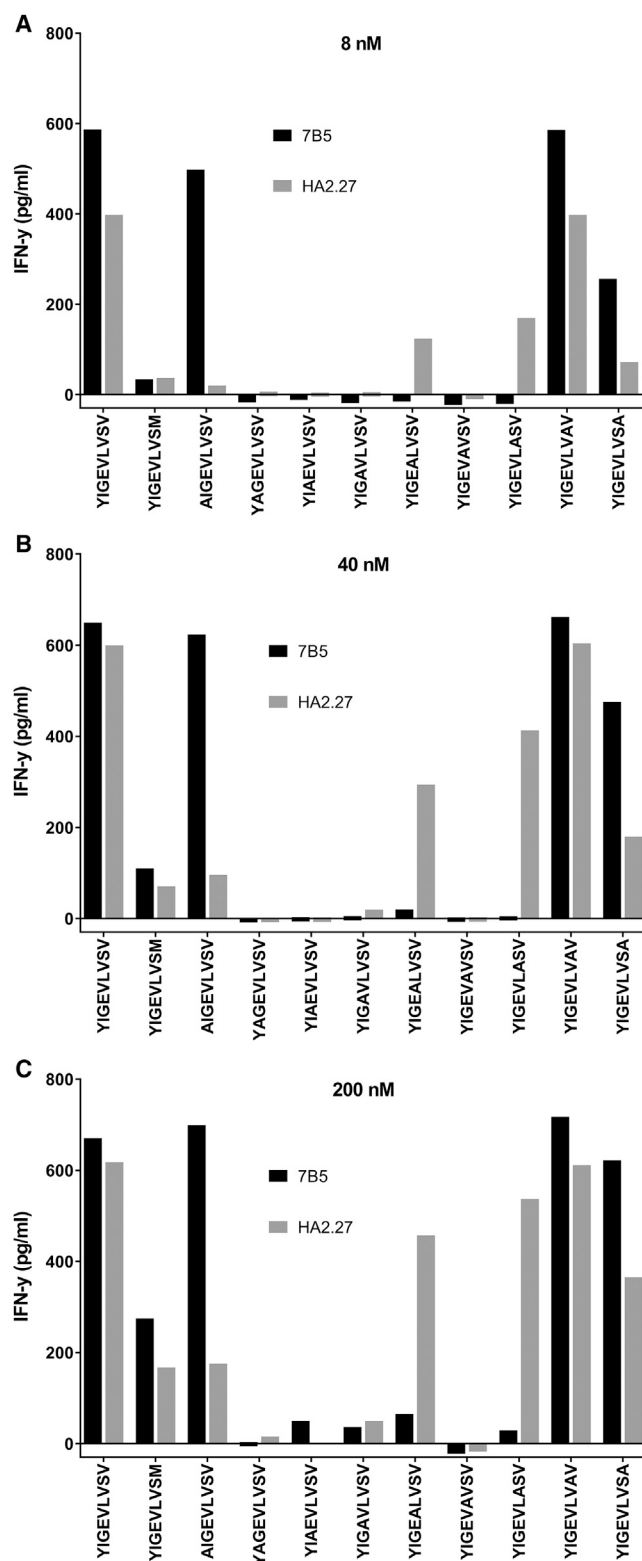 A
8 nM
800
600
400
200
0
IFN-y (pg/ml)
7B5
HA2.27
YIGEVLVSV
YIGEVLVSM
AIGEVLVSV
YAGEVLVSV
YIAEVLVSV
YIGAVLVSV
YIGEALVSV
YIGEVAVSV
YIGEVLASV
YIGEVLVAV
YIGEVLVSA
B
40 nM
800
600
400
200
0
IFN-y (pg/ml)
7B5
HA2.27
YIGEVLVSV
YIGEVLVSM
AIGEVLVSV
YAGEVLVSV
YIAEVLVSV
YIGAVLVSV
YIGEALVSV
YIGEVAVSV
YIGEVLASV
YIGEVLVAV
YIGEVLVSA
C
200 nM
800
600
400
200
0
IFN-y (pg/ml)
7B5
HA2.27
YIGEVLVSV
YIGEVLVSM
AIGEVLVSV
YAGEVLVSV
YIAEVLVSV
YIGAVLVSV
YIGEALVSV
YIGEVAVSV
YIGEVLASV
YIGEVLVAV
YIGEVLVSA